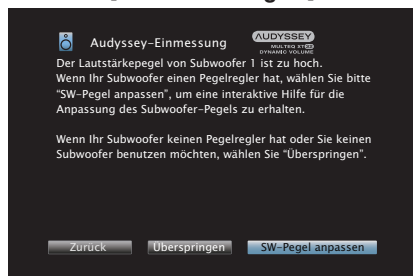 Audyssey-Einmessung
AUDYSSEY
MULTEQ XT32
DYNAMIC VOLUME
Der Lautstärkepegel von Subwoofer 1 ist zu hoch.
Wenn Ihr Subwoofer einen Pegelregler hat, wählen Sie bitte
“SW-Pegel anpassen”, um eine interaktive Hilfe für die
Anpassung des Subwoofer-Pegels zu erhalten.
Wenn Ihr Subwoofer keinen Pegelregler hat oder Sie keinen
Subwoofer benutzen möchten, wählen Sie “Überspringen”.
Zurück
Überspringen
SW-Pegel anpassen